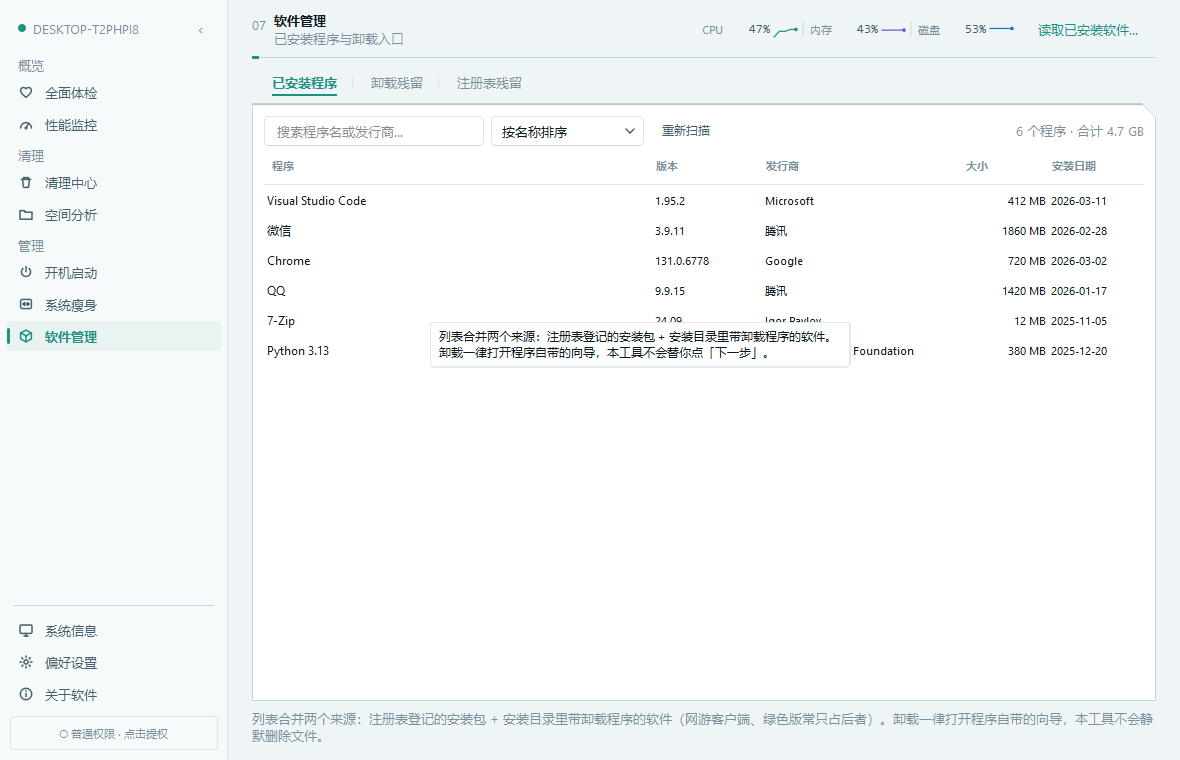 DESKTOP-T2PHPI8
概览
全面体检
性能监控
清理
清理中心
空间分析
管理
开机启动
系统瘦身
软件管理
系统信息
偏好设置
关于软件
普通权限 · 点击提权
07 软件管理
已安装程序与卸载入口
CPU 47% 内存 43% 磁盘 53% 读取已安装软件...
已安装程序 卸载残留 注册表残留
搜索程序名或发行商... 按名称排序 重新扫描 6 个程序 · 合计 4.7 GB
程序 版本 发行商 大小 安装日期
Visual Studio Code 1.95.2 Microsoft 412 MB 2026-03-11
微信 3.9.11 腾讯 1860 MB 2026-02-28
Chrome 131.0.6778 Google 720 MB 2026-03-02
QQ 9.9.15 腾讯 1420 MB 2026-01-17
7-Zip 24.09 Igor Pavlov 12 MB 2025-11-05
Python 3.13 Foundation 380 MB 2025-12-20
列表合并两个来源：注册表登记的安装包 + 安装目录里带卸载程序的软件。
卸载一律打开程序自带的向导，本工具不会替你点「下一步」。
列表合并两个来源：注册表登记的安装包 + 安装目录里带卸载程序的软件（网游客户端、绿色版常只占后者）。卸载一律打开程序自带的向导，本工具不会静
默删除文件。